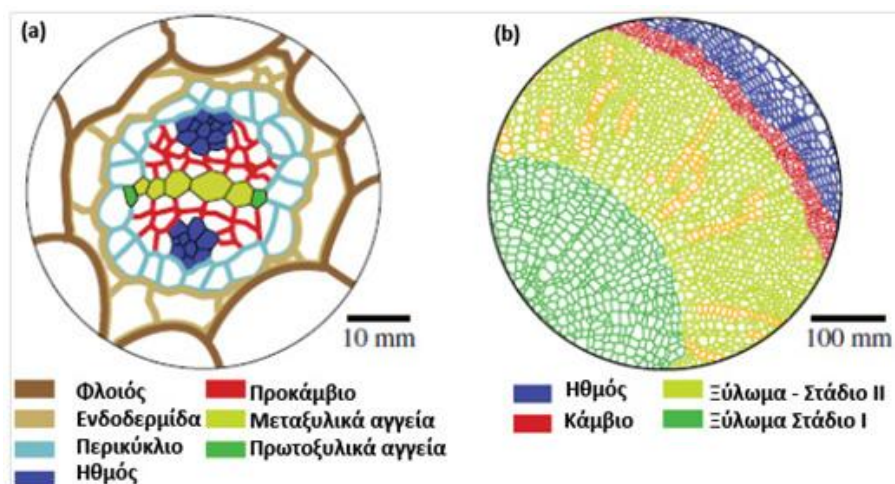 (a)
(b)
10 mm
100 mm
Φλοιός
Ενδοδερμίδα
Περικύκλιο
Ηθμός
Προκάμβιο
Μεταξυλικά αγγεία
Πρωτοξυλικά αγγεία
Ηθμός
Κάμβιο
Ξύλωμα - Στάδιο ΙΙ
Ξύλωμα Στάδιο Ι